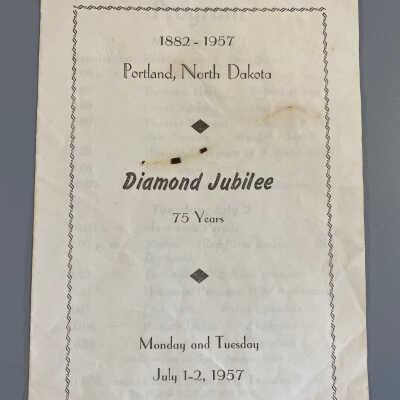 1882 - 1957
Portland, North Dakota
Diamond Jubilee
75 Years
Monday and Tuesday
July 1-2, 1957